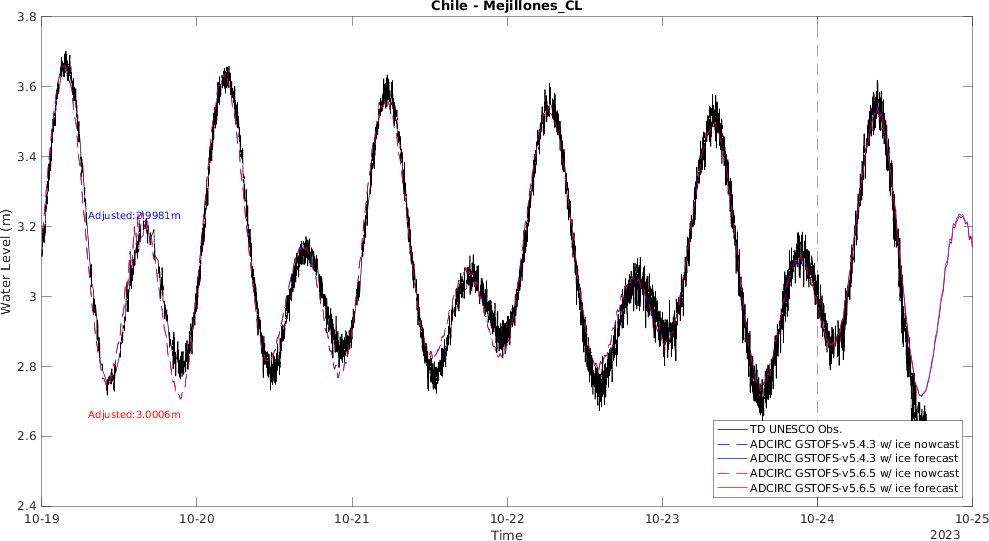 Chile - Mejillones_CL
3.8
3.6
3.4
3.2
3
2.8
2.6
2.4
Water Level (m)
Adjusted:2.9981m
Adjusted:3.0006m
TD UNESCO Obs.
ADCIRC GSTOFS-v5.4.3 w/ ice nowcast
ADCIRC GSTOFS-v5.4.3 w/ ice forecast
ADCIRC GSTOFS-v5.6.5 w/ ice nowcast
ADCIRC GSTOFS-v5.6.5 w/ ice forecast
10-19 10-20 10-21 10-22 10-23 10-24 10-25
Time
2023